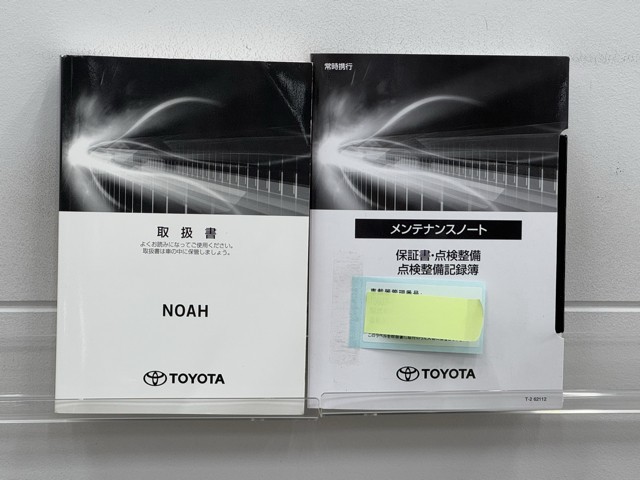 取扱書
よくお読みになってご使用ください。
取扱書は車の中に保管しましょう。
NOAH
TOYOTA
常時携行
メンテナンスノート
保証書・点検整備
点検整備記録簿
TOYOTA
T-2 62112